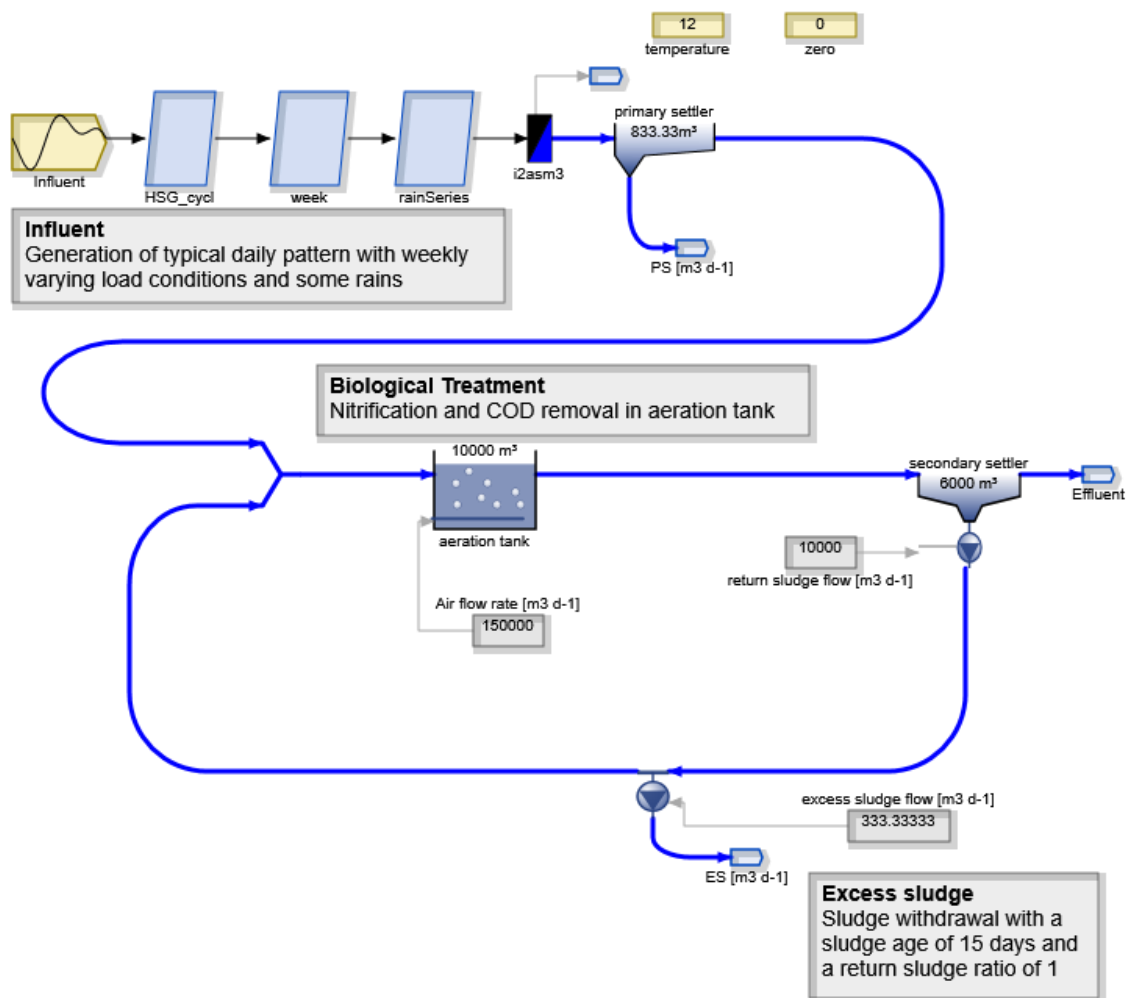 12
temperature
0
zero
primary settler
833.33m³
Influent
HSG_cycl
week
rainSeries
i2asm3
PS [m3 d-1]
Influent
Generation of typical daily pattern with weekly
varying load conditions and some rains
Biological Treatment
Nitrification and COD removal in aeration tank
10000 m³
aeration tank
secondary settler
6000 m³
Effluent
10000
return sludge flow [m3 d-1]
Air flow rate [m3 d-1]
150000
excess sludge flow [m3 d-1]
333.33333
ES [m3 d-1]
Excess sludge
Sludge withdrawal with a
sludge age of 15 days and
a return sludge ratio of 1